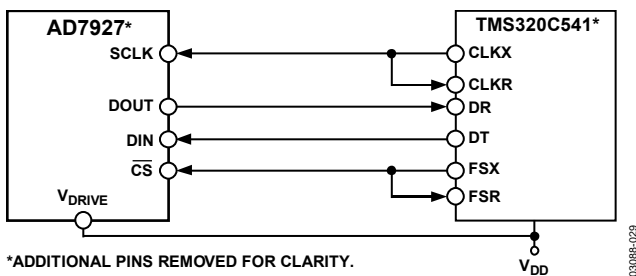 AD7927*
SCLK
DOUT
DIN
C̅S̅
VDRIVE
TMS320C541*
CLKX
CLKR
DR
DT
FSX
FSR
VDD
*ADDITIONAL PINS REMOVED FOR CLARITY.
03088-029